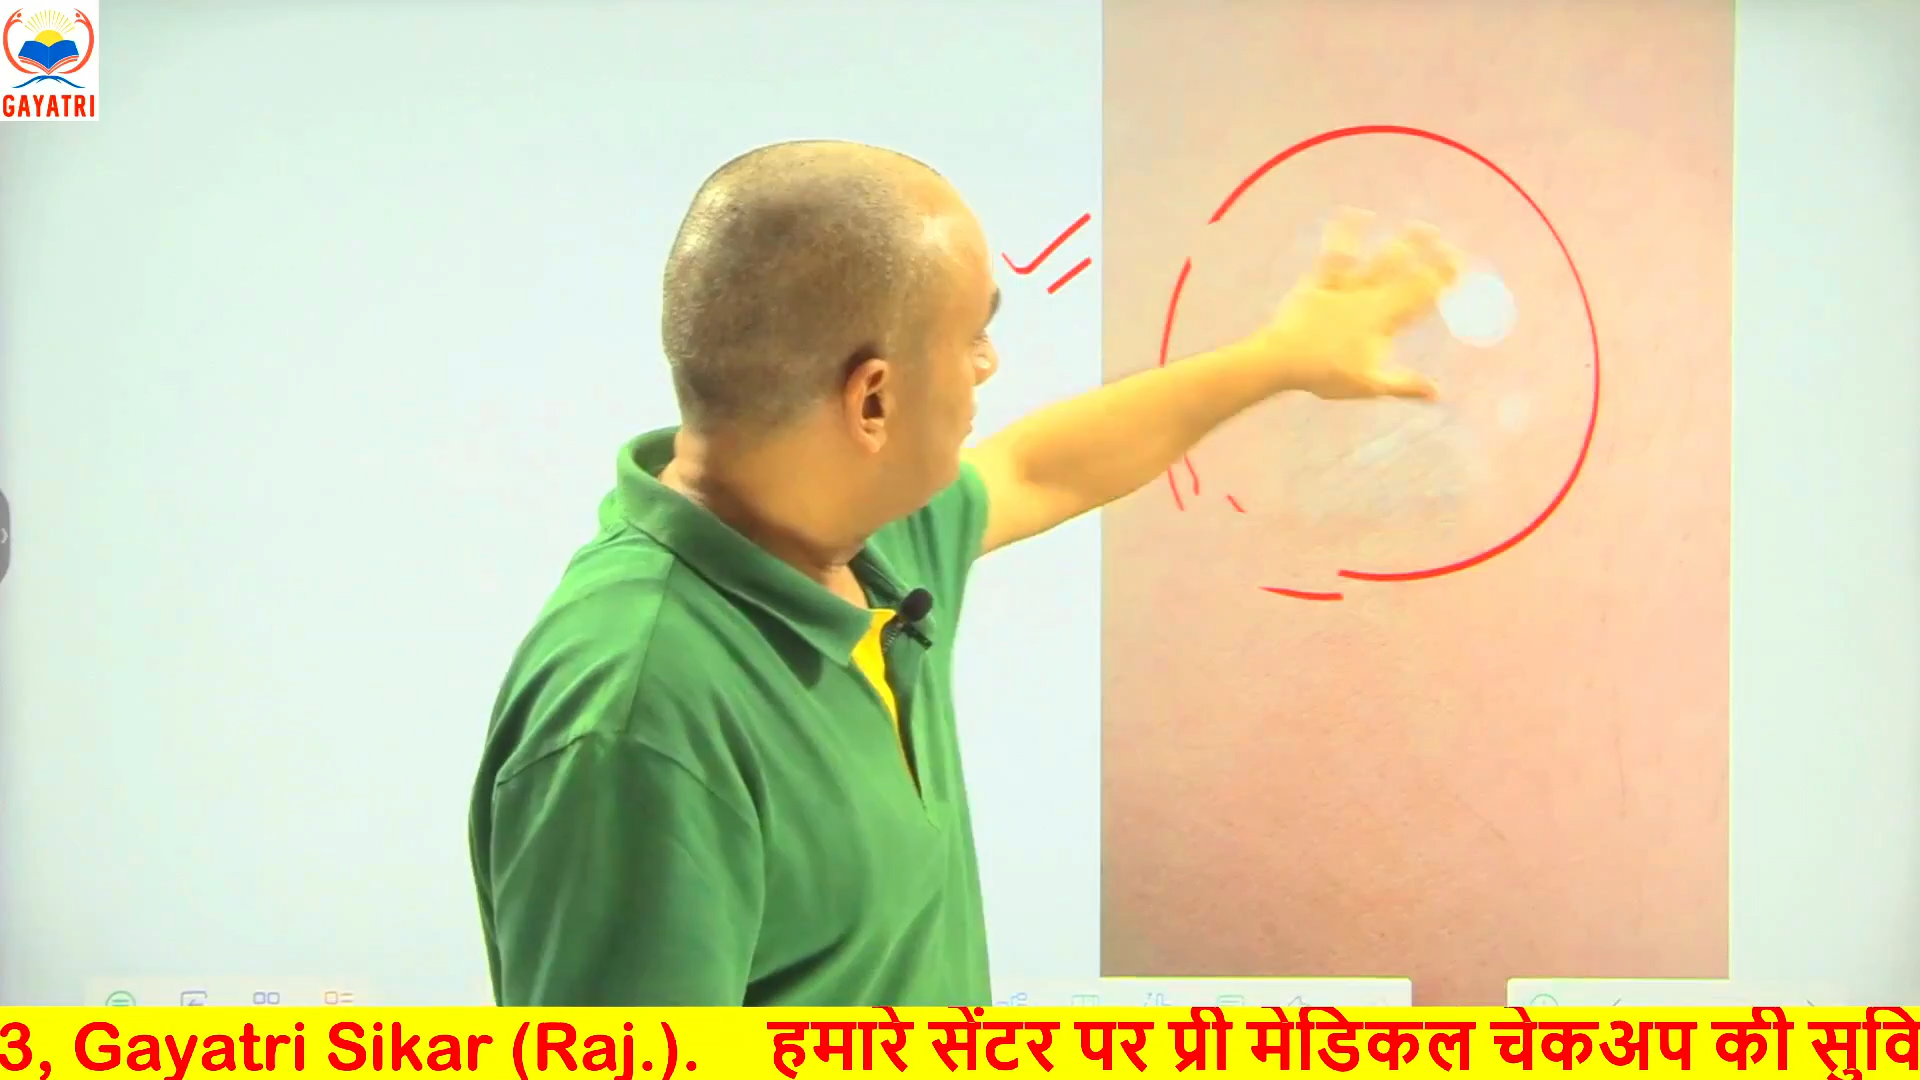 GAYATRI
3, Gayatri Sikar (Raj.). हमारे सेंटर पर प्री मेडिकल चेकअप की सुवि